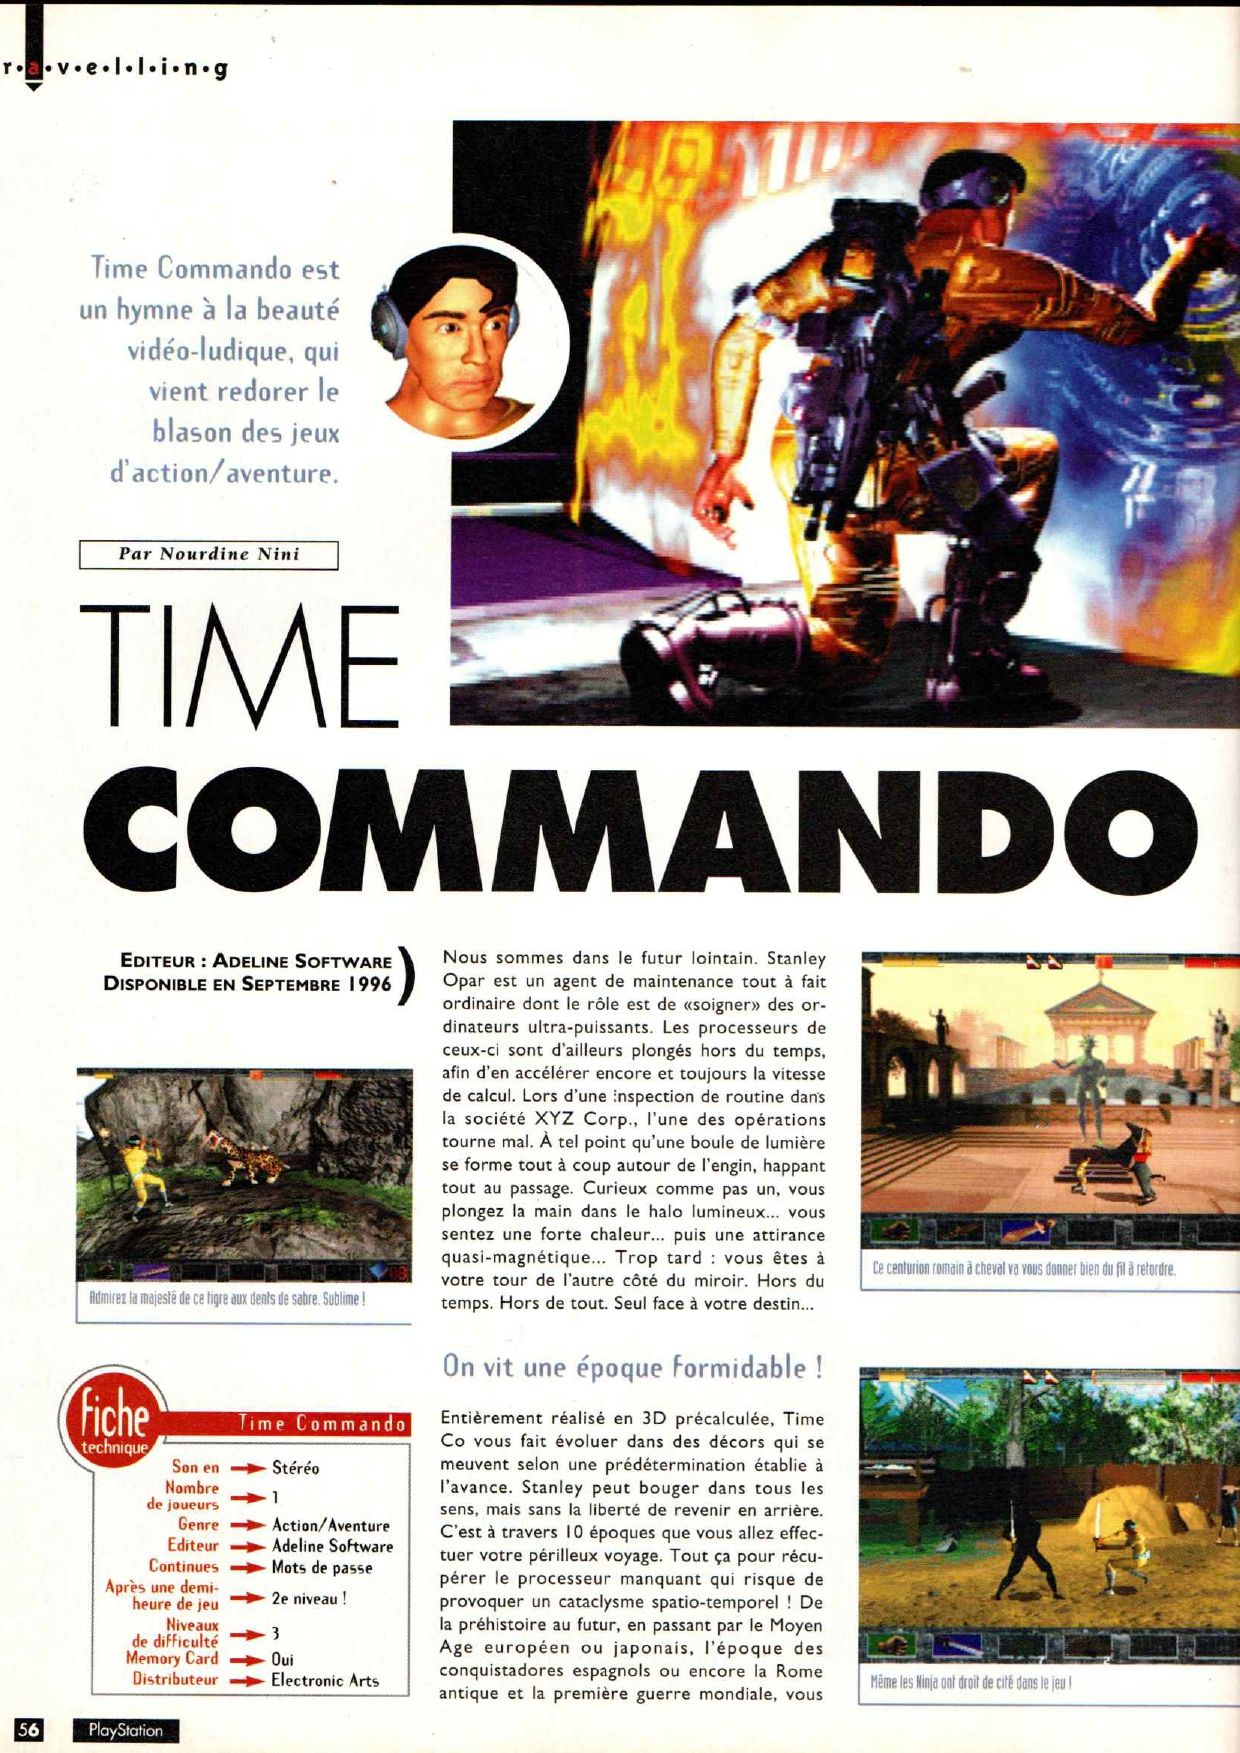 r•a•v•e•l•l•i•n•g
Time Commando est
un hymne à la beauté
vidéo-ludique, qui
vient redorer le
blason des jeux
d'action/aventure.
Par Nourdine Nini
TIME
COMMANDO
EDITEUR : ADELINE SOFTWARE
DISPONIBLE EN SEPTEMBRE 1996
Admirez la majesté de ce tigre aux dents de sabre. Sublime !
fiche
technique
Time Commando
Son en Stéréo
Nombre
de joueurs 1
Genre Action/Aventure
Editeur Adeline Software
Continues Mots de passe
Après une demi-
heure de jeu 2e niveau !
Niveaux
de difficulté 3
Memory Card Oui
Distributeur Electronic Arts
Nous sommes dans le futur lointain. Stanley
Opar est un agent de maintenance tout à fait
ordinaire dont le rôle est de «soigner» des or-
dinateurs ultra-puissants. Les processeurs de
ceux-ci sont d'ailleurs plongés hors du temps,
afin d'en accélérer encore et toujours la vitesse
de calcul. Lors d'une inspection de routine dans
la société XYZ Corp., l'une des opérations
tourne mal. À tel point qu'une boule de lumière
se forme tout à coup autour de l'engin, happant
tout au passage. Curieux comme pas un, vous
plongez la main dans le halo lumineux... vous
sentez une forte chaleur... puis une attirance
quasi-magnétique... Trop tard : vous êtes à
votre tour de l'autre côté du miroir. Hors du
temps. Hors de tout. Seul face à votre destin...
On vit une époque formidable !
Entièrement réalisé en 3D précalculée, Time
Co vous fait évoluer dans des décors qui se
meuvent selon une prédétermination établie à
l'avance. Stanley peut bouger dans tous les
sens, mais sans la liberté de revenir en arrière.
C'est à travers 10 époques que vous allez effec-
tuer votre périlleux voyage. Tout ça pour récu-
pérer le processeur manquant qui risque de
provoquer un cataclysme spatio-temporel ! De
la préhistoire au futur, en passant par le Moyen
Age européen ou japonais, l'époque des
conquistadores espagnols ou encore la Rome
antique et la première guerre mondiale, vous
Ce centurion romain à cheval va vous donner bien du fil à retordre.
Même les Ninja ont droit de cité dans le jeu !
56 PlayStation